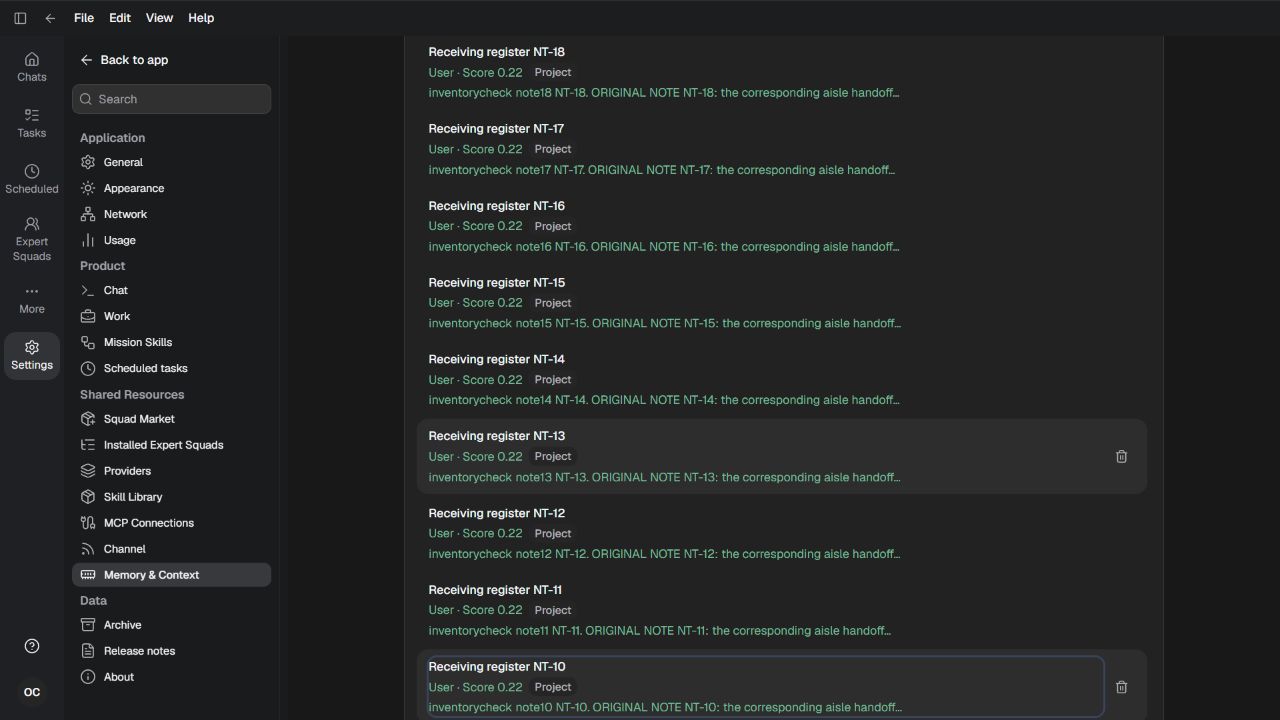 File Edit View Help
Chats
Tasks
Scheduled
Expert
Squads
More
Settings
OC
Back to app
Search
Application
General
Appearance
Network
Usage
Product
Chat
Work
Mission Skills
Scheduled tasks
Shared Resources
Squad Market
Installed Expert Squads
Providers
Skill Library
MCP Connections
Channel
Memory & Context
Data
Archive
Release notes
About
Receiving register NT-18
User · Score 0.22 Project
inventorycheck note18 NT-18. ORIGINAL NOTE NT-18: the corresponding aisle handoff...
Receiving register NT-17
User · Score 0.22 Project
inventorycheck note17 NT-17. ORIGINAL NOTE NT-17: the corresponding aisle handoff...
Receiving register NT-16
User · Score 0.22 Project
inventorycheck note16 NT-16. ORIGINAL NOTE NT-16: the corresponding aisle handoff...
Receiving register NT-15
User · Score 0.22 Project
inventorycheck note15 NT-15. ORIGINAL NOTE NT-15: the corresponding aisle handoff...
Receiving register NT-14
User · Score 0.22 Project
inventorycheck note14 NT-14. ORIGINAL NOTE NT-14: the corresponding aisle handoff...
Receiving register NT-13
User · Score 0.22 Project
inventorycheck note13 NT-13. ORIGINAL NOTE NT-13: the corresponding aisle handoff...
Receiving register NT-12
User · Score 0.22 Project
inventorycheck note12 NT-12. ORIGINAL NOTE NT-12: the corresponding aisle handoff...
Receiving register NT-11
User · Score 0.22 Project
inventorycheck note11 NT-11. ORIGINAL NOTE NT-11: the corresponding aisle handoff...
Receiving register NT-10
User · Score 0.22 Project
inventorycheck note10 NT-10. ORIGINAL NOTE NT-10: the corresponding aisle handoff...